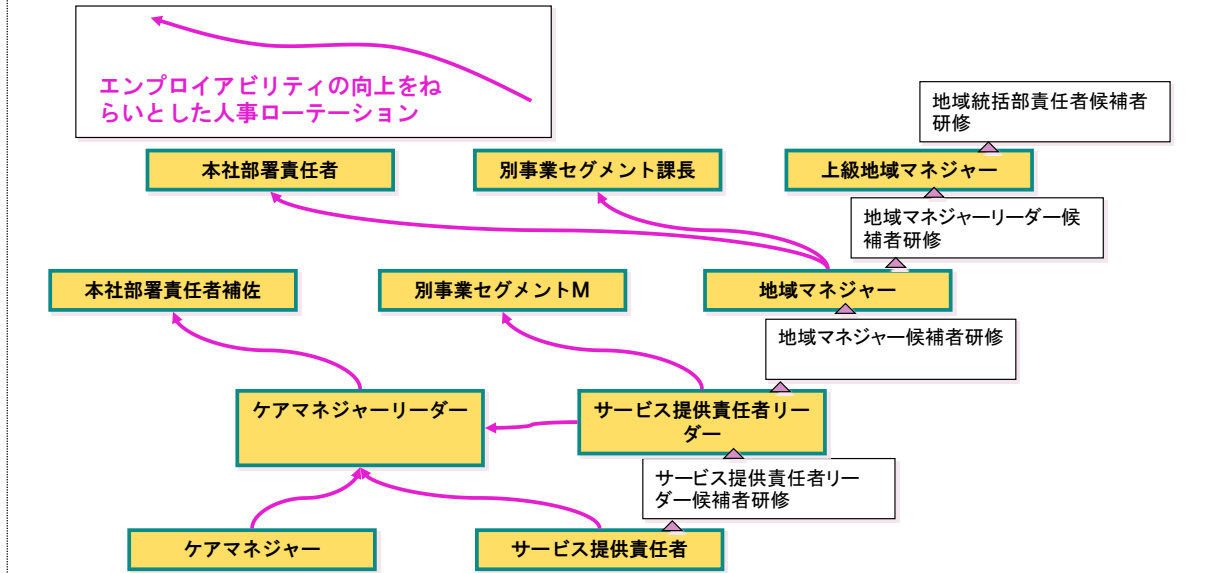 エンプロイアビリティの向上をね
らいとした人事ローテーション
地域統括部責任者候補者
研修
本社部署責任者
別事業セグメント課長
上級地域マネジャー
地域マネジャーリーダー候
補者研修
本社部署責任者補佐
別事業セグメントM
地域マネジャー
地域マネジャー候補者研修
ケアマネジャーリーダー
サービス提供責任者リー
ダー
サービス提供責任者リー
ダー候補者研修
ケアマネジャー
サービス提供責任者